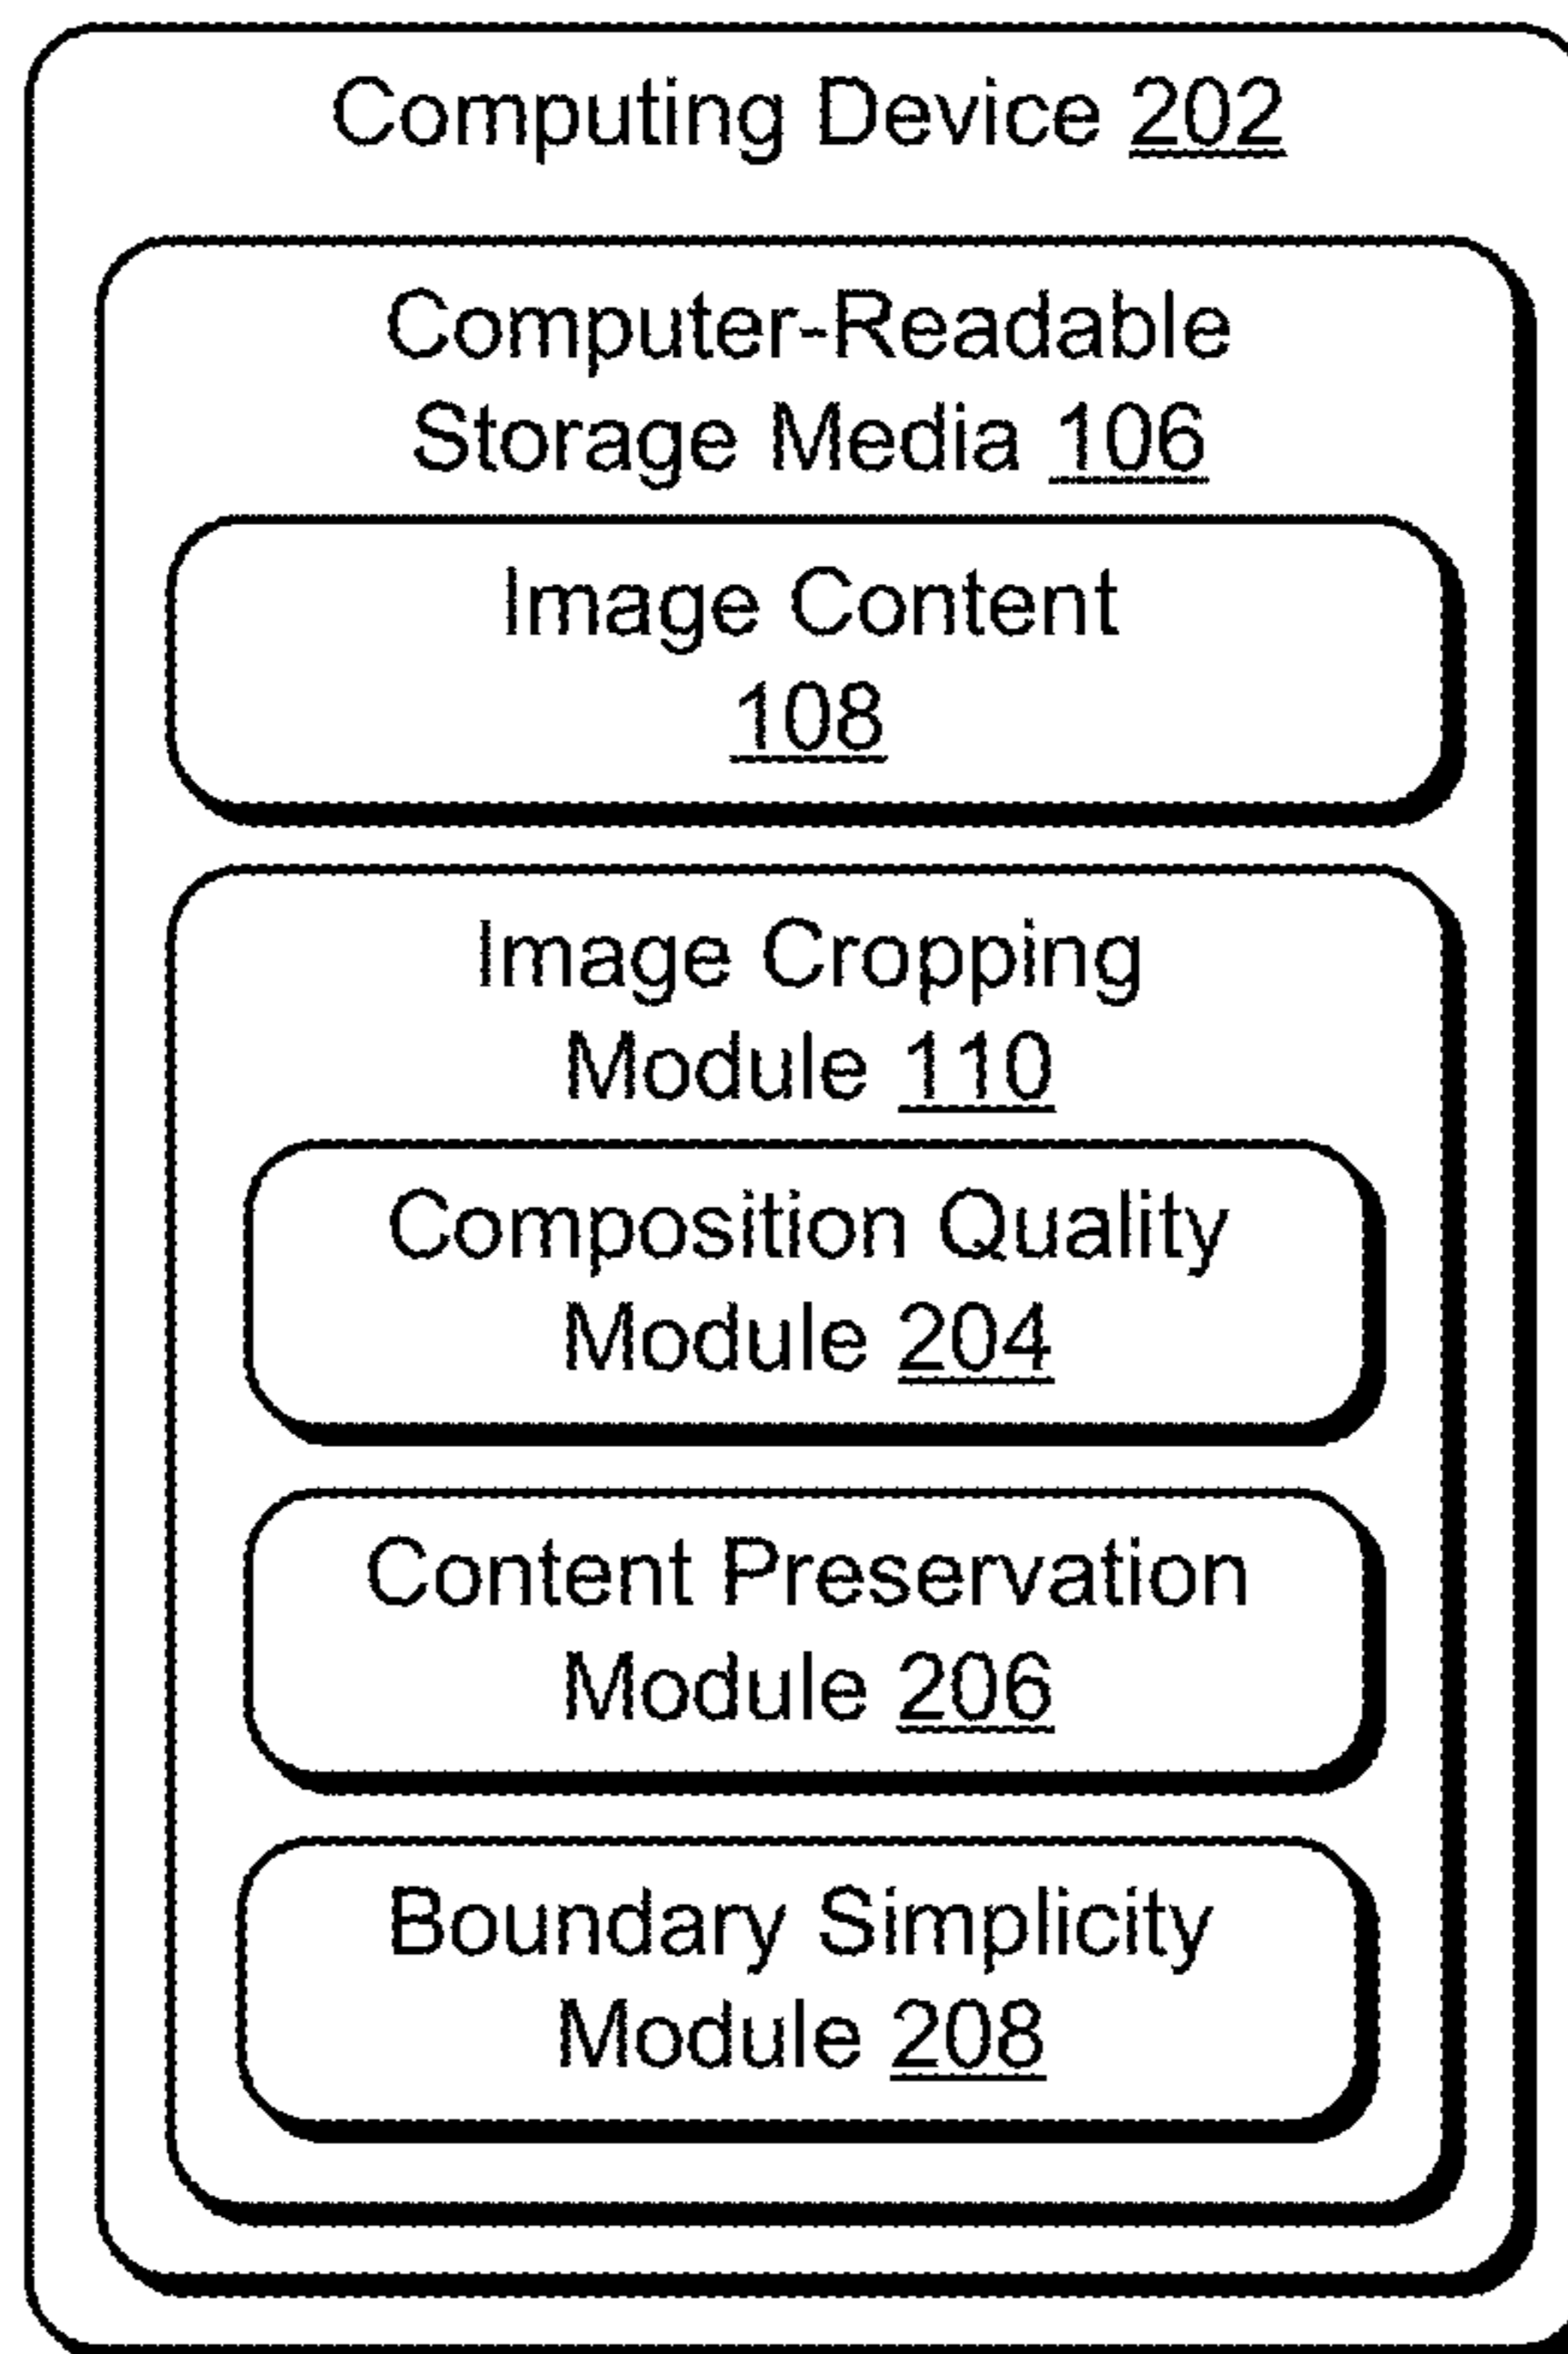 Computing Device 202
Computer-Readable
Storage Media 106
Image Content
108
Image Cropping
Module 110
Composition Quality
Module 204
Content Preservation
Module 206
Boundary Simplicity
Module 208